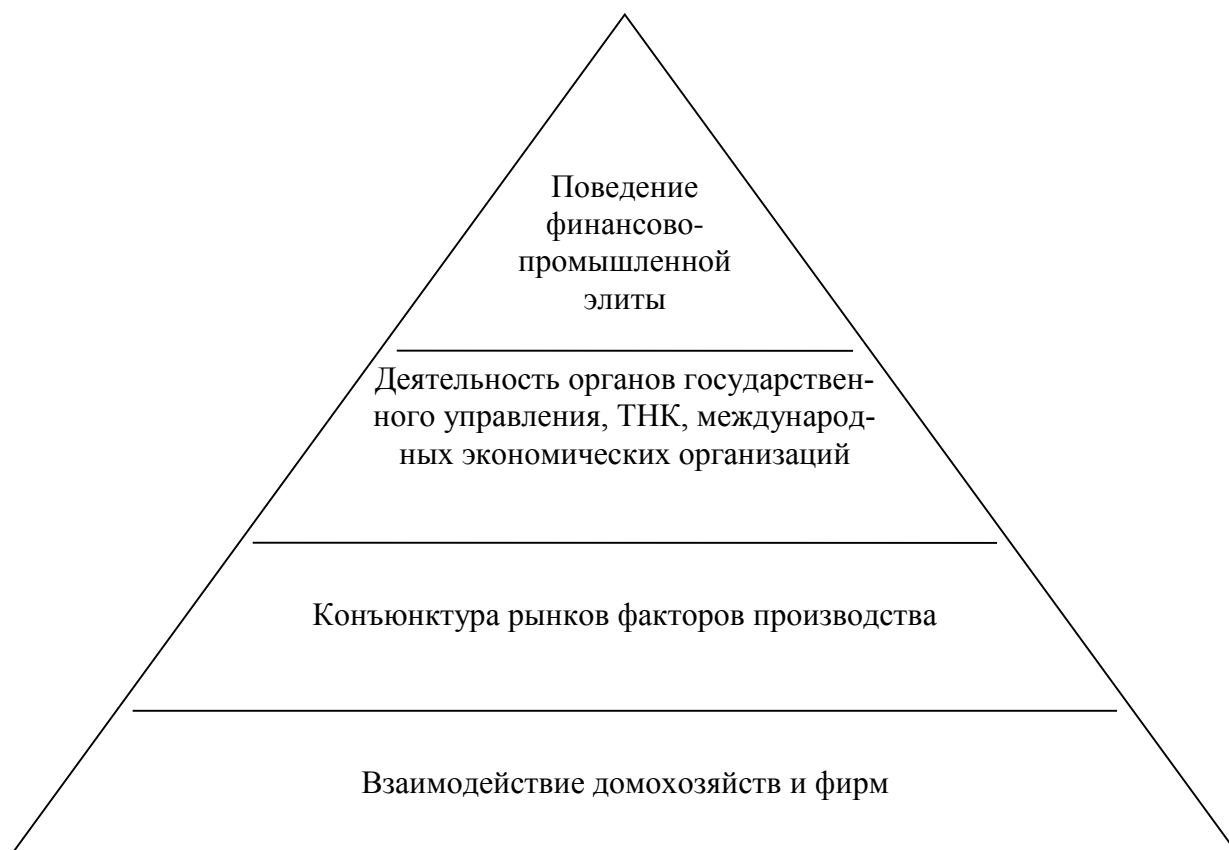 Поведение
финансово-
промышленной
элиты
Деятельность органов государствен-
ного управления, ТНК, международ-
ных экономических организаций
Конъюнктура рынков факторов производства
Взаимодействие домохозяйств и фирм